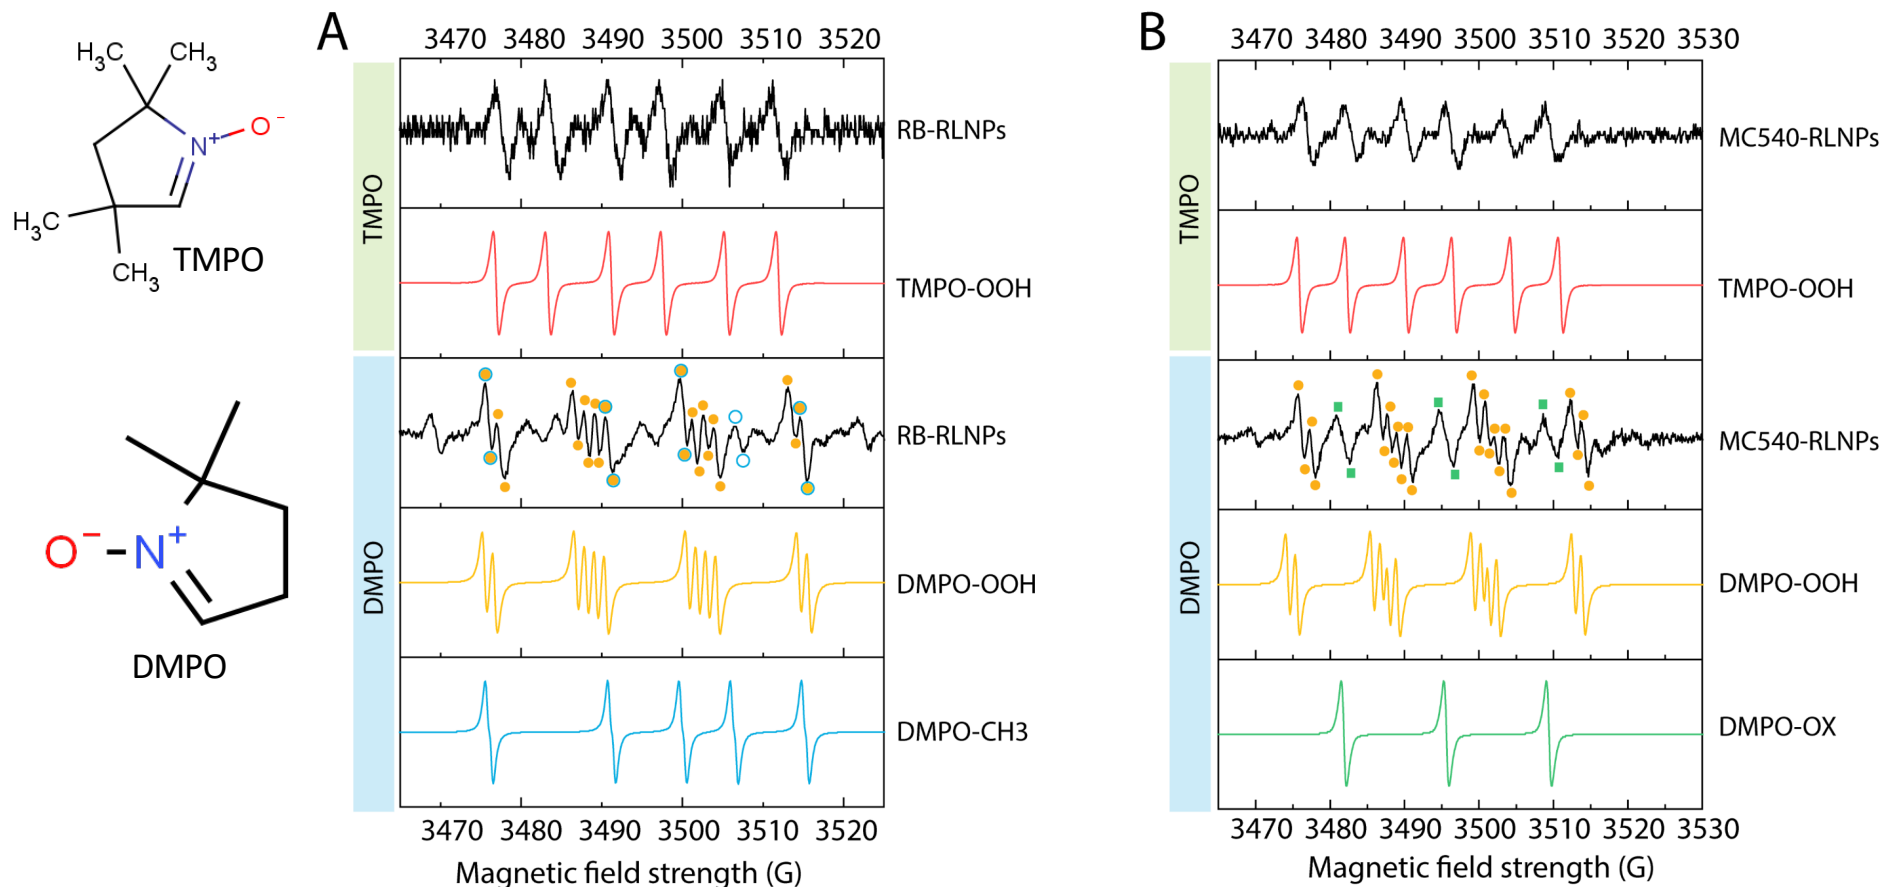 H₃C
CH₃
N⁺
O⁻
H₃C
CH₃
TMPO
O⁻
N⁺
DMPO
A
3470 3480 3490 3500 3510 3520
TMPO
RB-RLNPs
TMPO-OOH
DMPO
RB-RLNPs
DMPO-OOH
DMPO-CH3
3470 3480 3490 3500 3510 3520
Magnetic field strength (G)
B
3470 3480 3490 3500 3510 3520 3530
TMPO
MC540-RLNPs
TMPO-OOH
DMPO
MC540-RLNPs
DMPO-OOH
DMPO-OX
3470 3480 3490 3500 3510 3520 3530
Magnetic field strength (G)